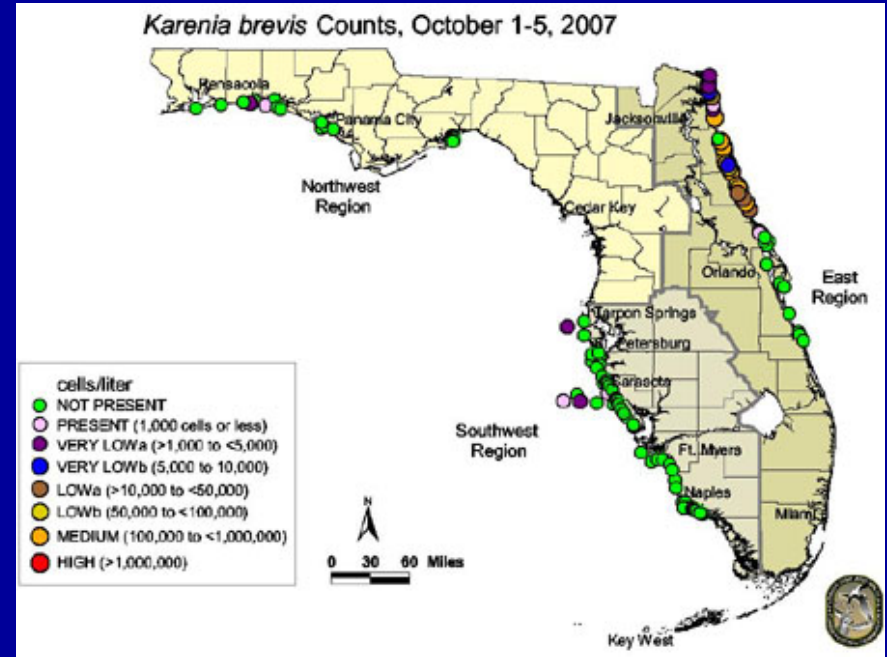 Karenia brevis Counts, October 1-5, 2007
Pensacola
Panama City
Jacksonville
Northwest
Region
Cedar Key
Orlando
East
Region
Tarpon Springs
Petersburg
Sarasota
Southwest
Region
Ft. Myers
Naples
Miami
Key West
cells/liter
NOT PRESENT
PRESENT (1,000 cells or less)
VERY LOWa (>1,000 to <5,000)
VERY LOWb (5,000 to 10,000)
LOWa (>10,000 to <50,000)
LOWb (50,000 to <100,000)
MEDIUM (100,000 to <1,000,000)
HIGH (>1,000,000)
N
0 30 60 Miles